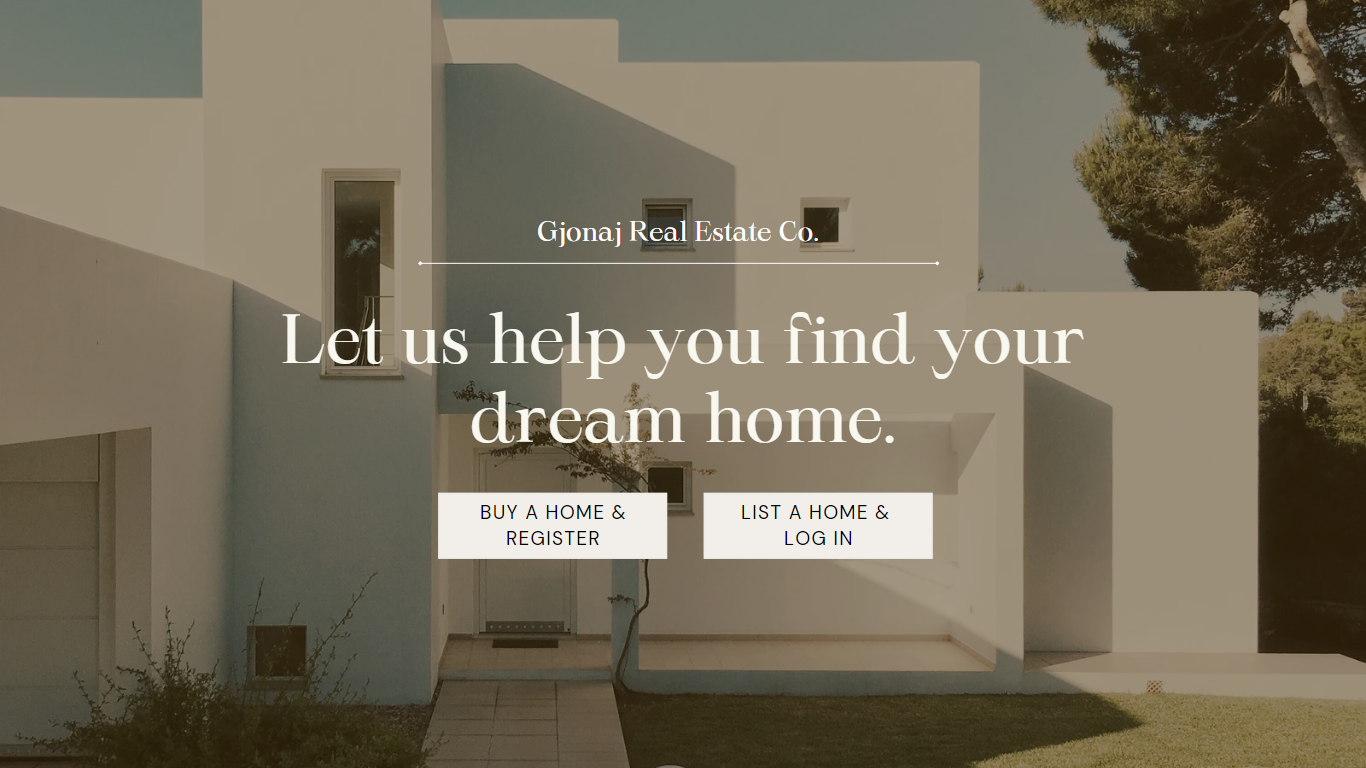 Gjonaj Real Estate Co.
Let us help you find your
dream home.
BUY A HOME &
REGISTER
LIST A HOME &
LOG IN